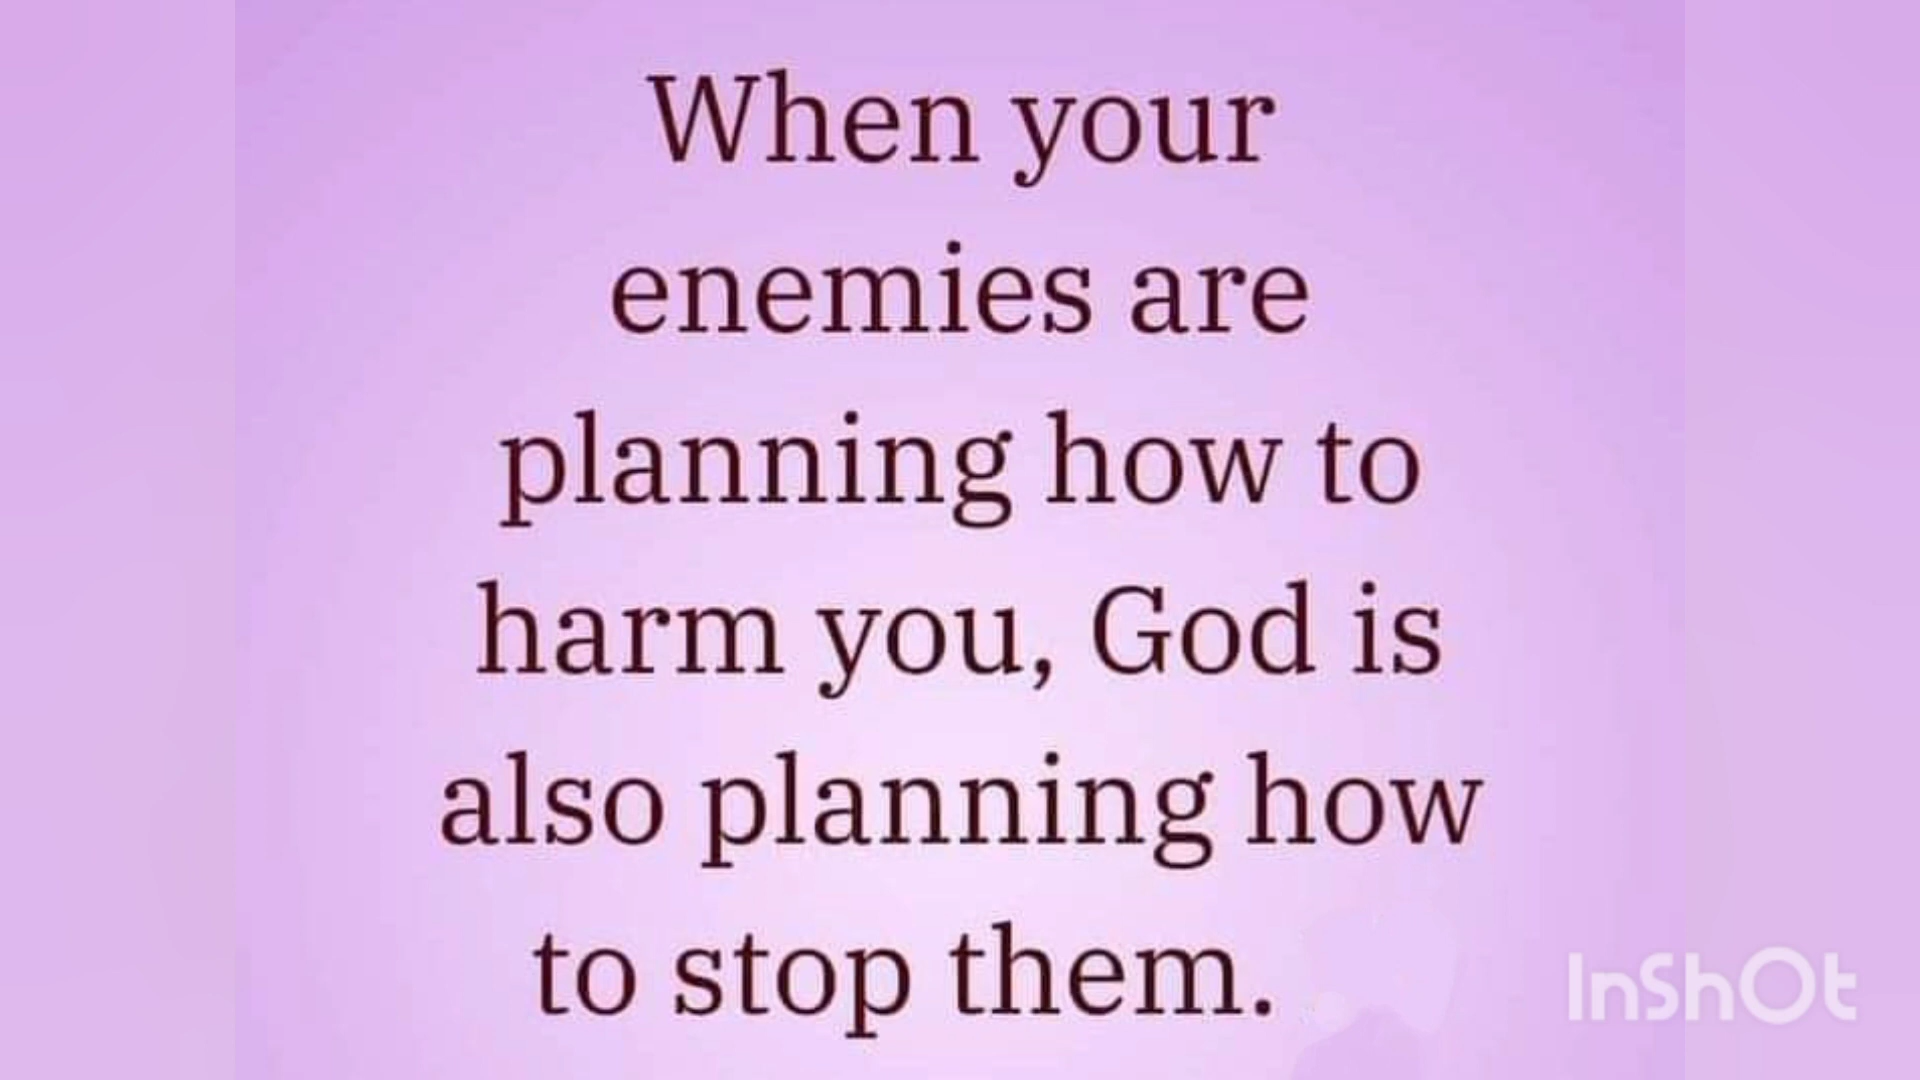 When your
enemies are
planning how to
harm you, God is
also planning how
to stop them.
InShOt